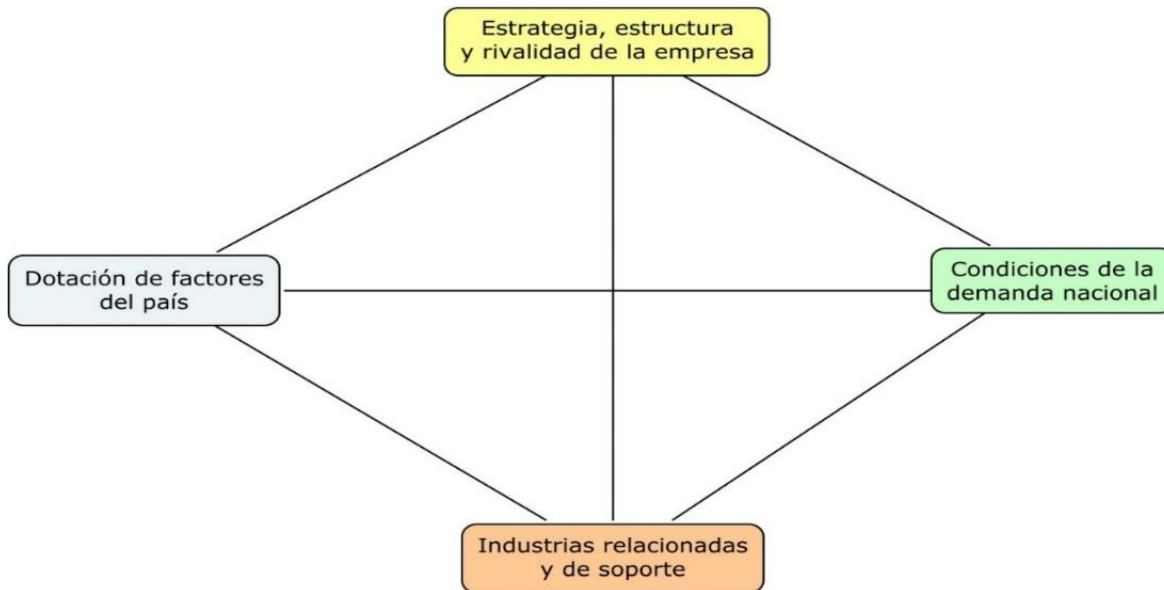 Estrategia, estructura
y rivalidad de la empresa
Dotación de factores
del país
Condiciones de la
demanda nacional
Industrias relacionadas
y de soporte